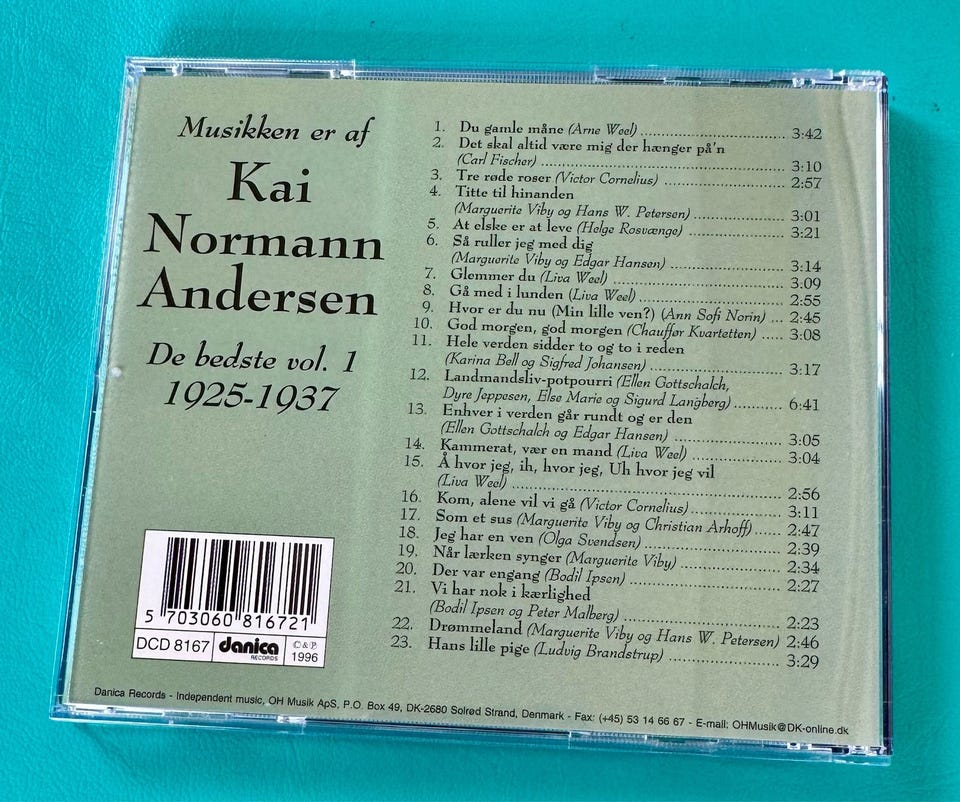 Musikken er af
Kai
Normann
Andersen
De bedste vol. 1
1925-1937
1. Du gamle måne (Arne Weel) 3:42
2. Det skal altid være mig der hænger på'n
(Carl Fischer) 3:10
3. Tre røde roser (Victor Cornelius) 2:57
4. Titte til hinanden
(Marguerite Viby og Hans W. Petersen) 3:01
5. At elske er at leve (Helge Rosvænge) 3:21
6. Så ruller jeg med dig
(Marguerite Viby og Edgar Hansen) 3:14
7. Glemmer du (Liva Weel) 3:09
8. Gå med i lunden (Liva Weel) 2:55
9. Hvor er du nu (Min lille ven?) (Ann Sofi Norin) 2:45
10. God morgen, god morgen (Chauffør Kvartetten) 3:08
11. Hele verden sidder to og to i reden
(Karina Bell og Sigfred Johansen) 3:17
12. Landmandsliv-potpourri (Ellen Gottschalch,
Dyre Jeppesen, Else Marie og Sigurd Langberg) 6:41
13. Enhver i verden går rundt og er den
(Ellen Gottschalch og Edgar Hansen) 3:05
14. Kammerat, vær en mand (Liva Weel) 3:04
15. Å hvor jeg, ih, hvor jeg, Uh hvor jeg vil
(Liva Weel) 2:56
16. Kom, alene vil vi gå (Victor Cornelius) 3:11
17. Som et sus (Marguerite Viby og Christian Arhoff) 2:47
18. Jeg har en ven (Olga Svendsen) 2:39
19. Når lærken synger (Marguerite Viby) 2:34
20. Der var engang (Bodil Ipsen) 2:27
21. Vi har nok i kærlighed
(Bodil Ipsen og Peter Malberg) 2:23
22. Drømmeland (Marguerite Viby og Hans W. Petersen) 2:46
23. Hans lille pige (Ludvig Brandstrup) 3:29
5 703060 816721
DCD 8167 danica RECORDS ©&℗ 1996
Danica Records - Independent music, OH Musik ApS, P.O. Box 49, DK-2680 Solrød Strand, Denmark - Fax: (+45) 53 14 66 67 - E-mail: OHMusik@DK-online.dk